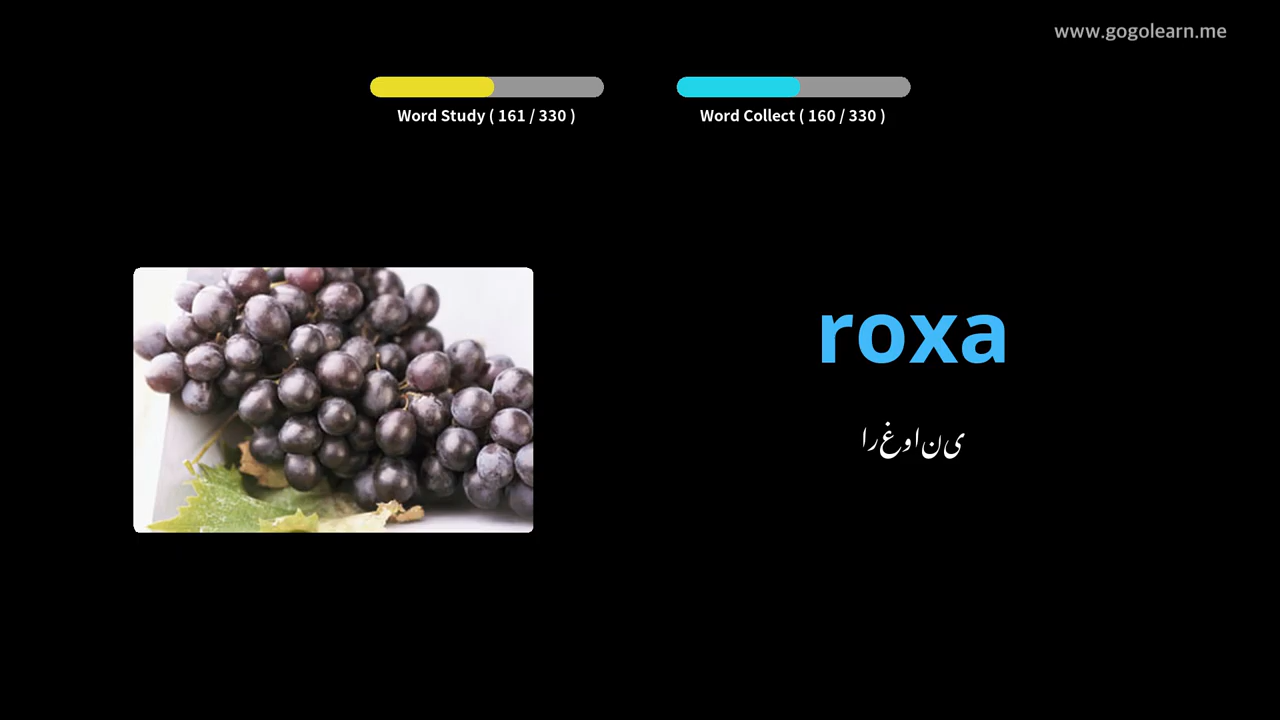 www.gogolearn.me
Word Study ( 161 / 330 )
Word Collect ( 160 / 330 )
roxa
ارغوانی